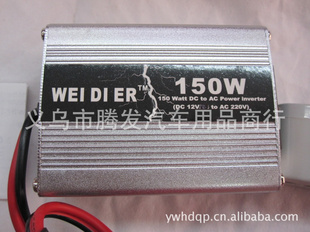 WEI DI ER™ 150W
150 Watt DC to AC Power inverter
(DC 12V to AC 220V)
义乌市腾发汽车用品商行
ywhdqp.cn.alibaba.com